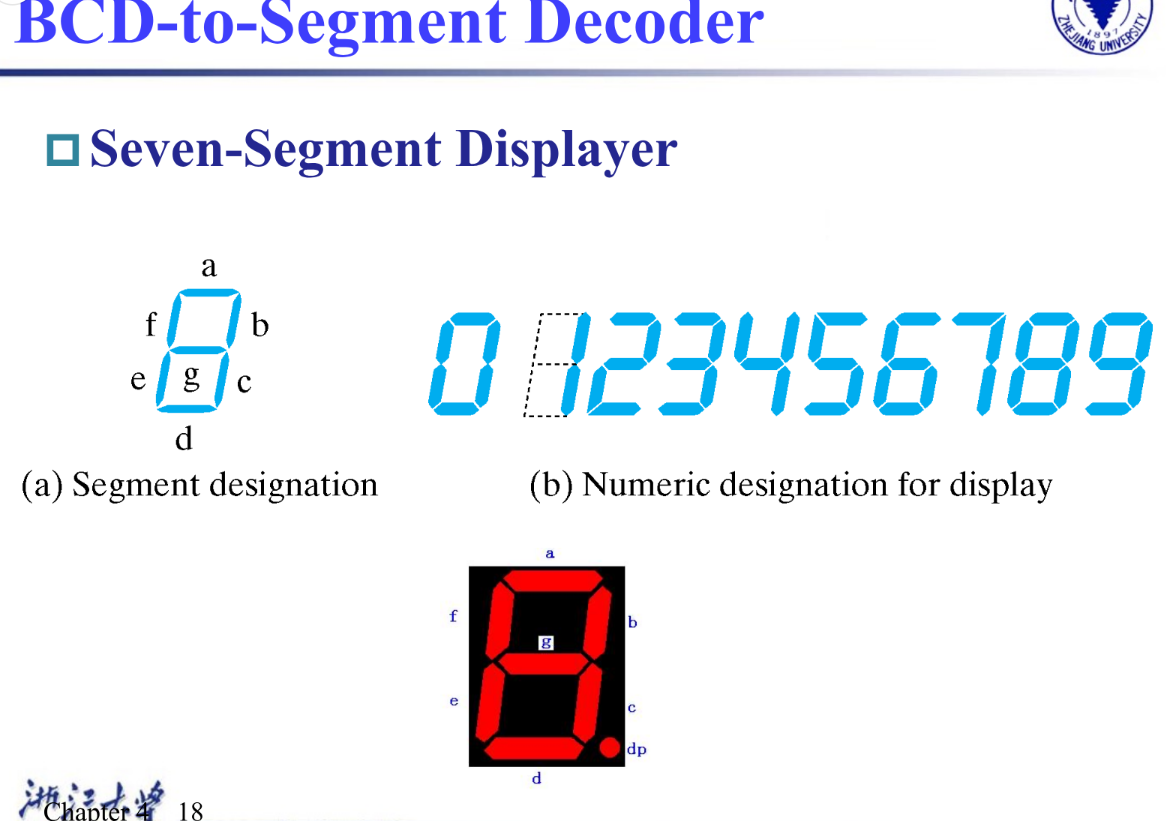 BCD-to-Segment Decoder
ZHEJIANG UNIVERSITY
1897
Seven-Segment Displayer
a
f b
e g c
d
0 1 2 3 4 5 6 7 8 9
(a) Segment designation
(b) Numeric designation for display
a
f
b
g
e
c
dp
d
浙江大学
Chapter 4 18